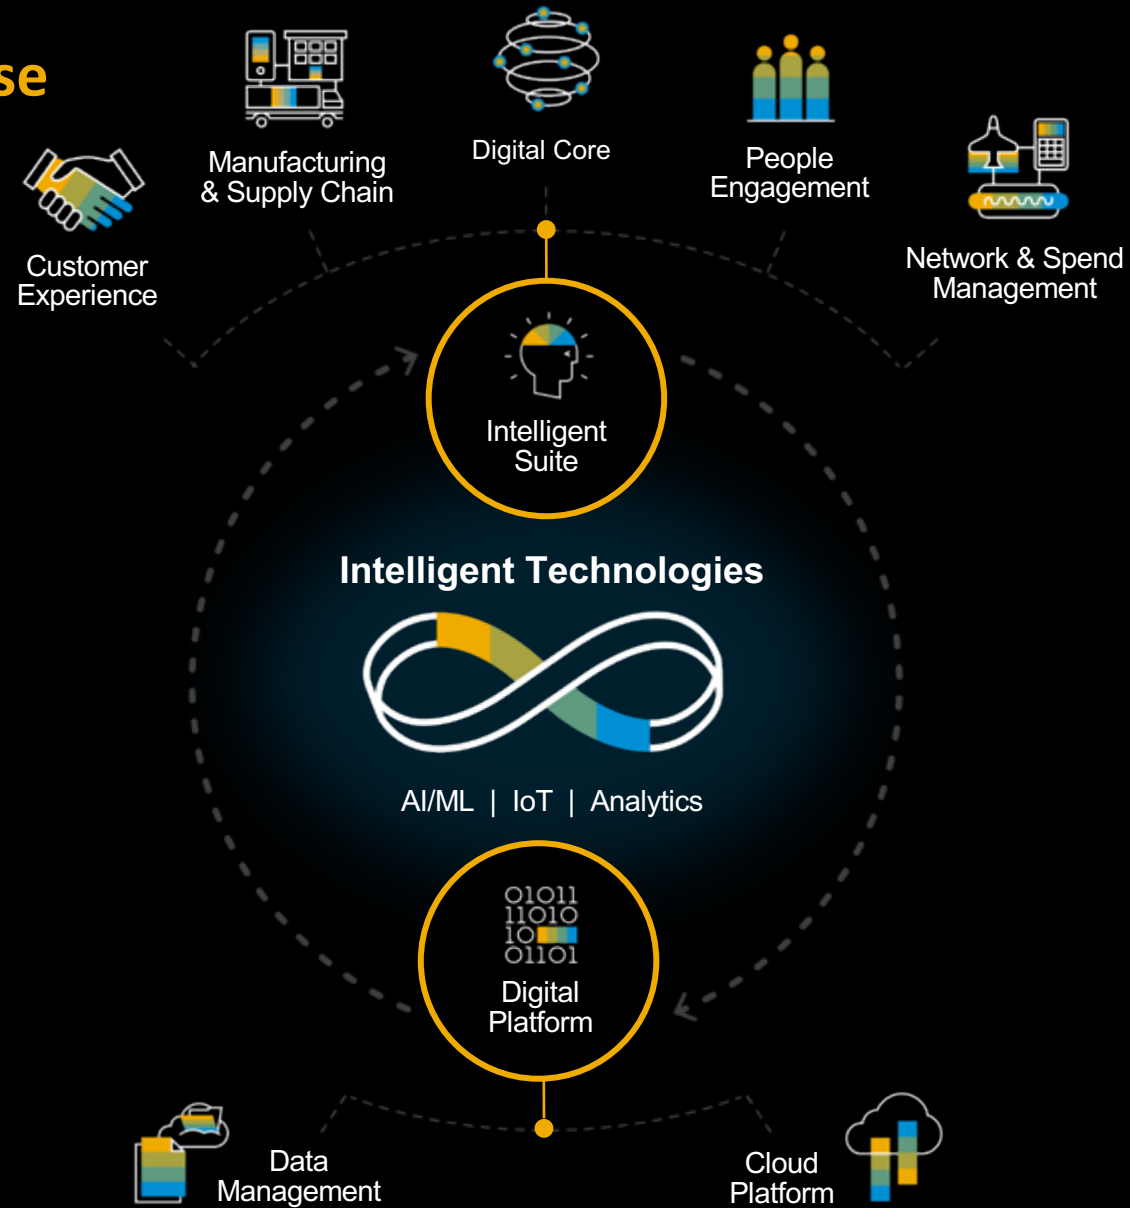 se
Digital Core
Manufacturing
& Supply Chain
People
Engagement
Customer
Experience
Network & Spend
Management
Intelligent
Suite
Intelligent Technologies
AI/ML | IoT | Analytics
01011
11010
10
01101
Digital
Platform
Data
Management
Cloud
Platform